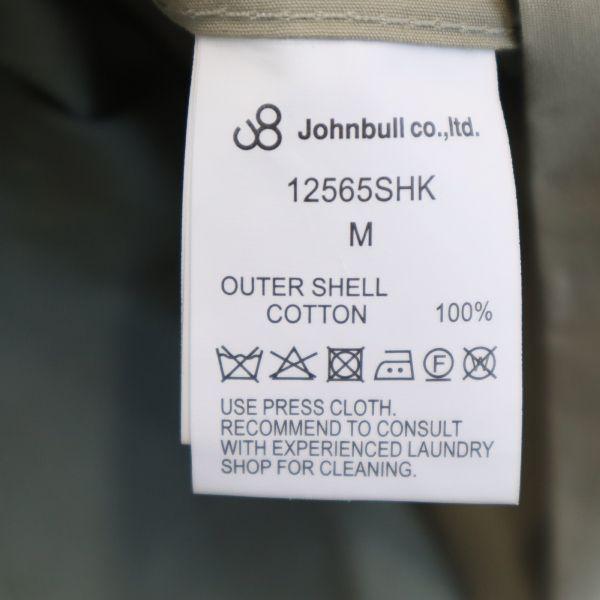 Johnbull co.,ltd.
12565SHK
M
OUTER SHELL
COTTON 100%
F W
USE PRESS CLOTH.
RECOMMEND TO CONSULT
WITH EXPERIENCED LAUNDRY
SHOP FOR CLEANING.